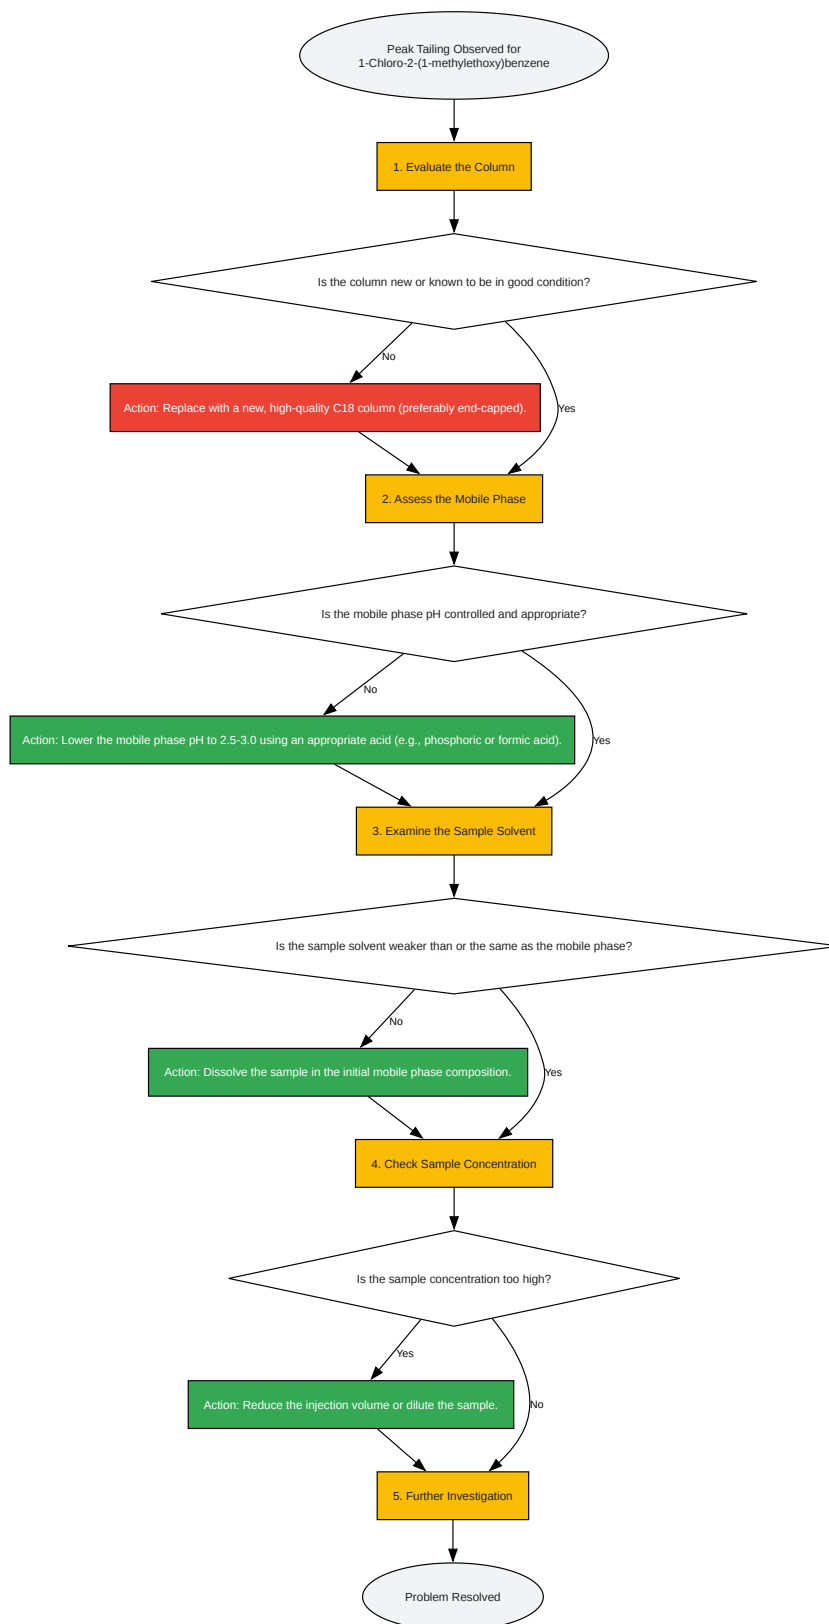 Peak Tailing Observed for
1-Chloro-2-(1-methylethoxy)benzene
1. Evaluate the Column
Is the column new or known to be in good condition?
No
Yes
Action: Replace with a new, high-quality C18 column (preferably end-capped).
2. Assess the Mobile Phase
Is the mobile phase pH controlled and appropriate?
No
Yes
Action: Lower the mobile phase pH to 2.5-3.0 using an appropriate acid (e.g., phosphoric or formic acid).
3. Examine the Sample Solvent
Is the sample solvent weaker than or the same as the mobile phase?
No
Yes
Action: Dissolve the sample in the initial mobile phase composition.
4. Check Sample Concentration
Is the sample concentration too high?
Yes
No
Action: Reduce the injection volume or dilute the sample.
5. Further Investigation
Problem Resolved